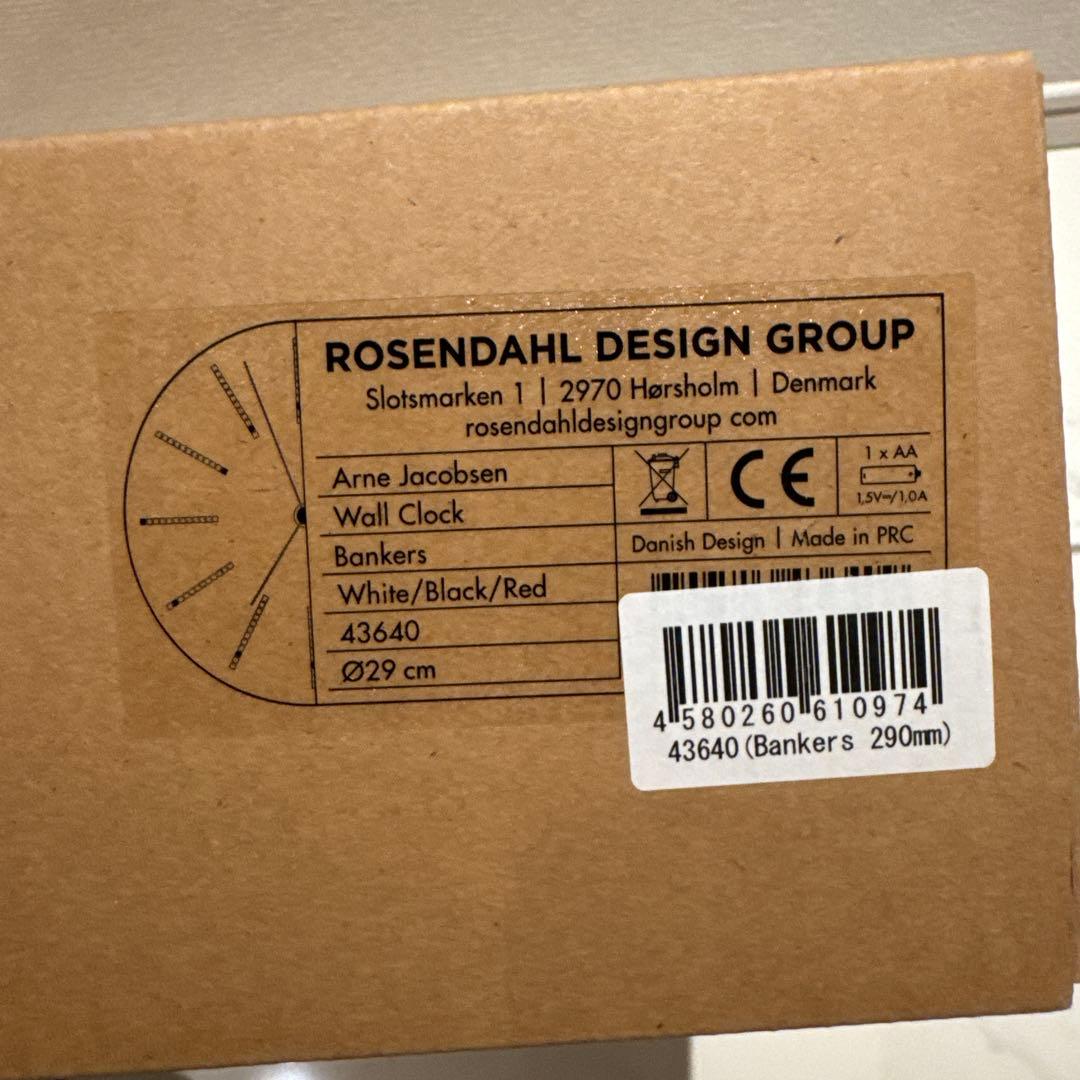 ROSENDAHL DESIGN GROUP
Slotsmarken 1 | 2970 Hørsholm | Denmark
rosendahldesigngroup com
Arne Jacobsen
Wall Clock
Bankers
White/Black/Red
43640
Ø29 cm
CE
1 x AA
1,5V⎓/1,0A
Danish Design | Made in PRC
4 580260 610974
43640(Bankers 290mm)